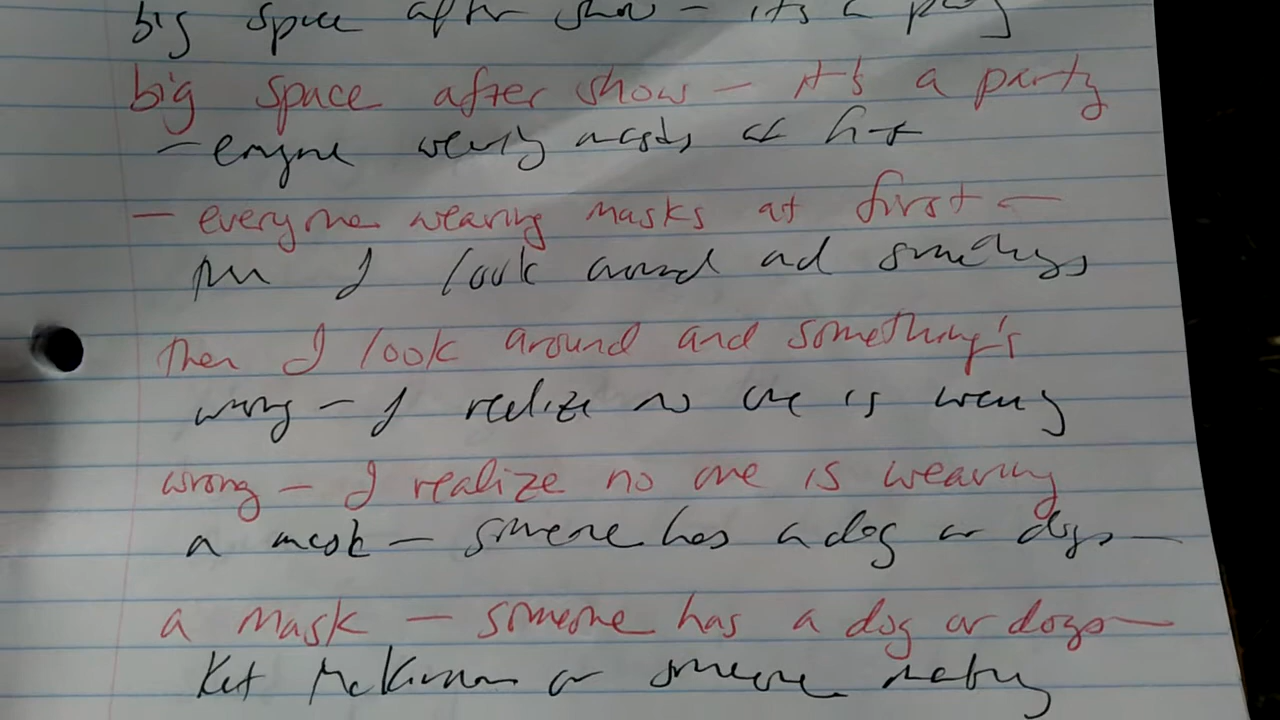 big space after show - its a party
big space after show - it's a party
- everyone wearing masks at first
- everyone wearing masks at first -
then I look around and somethings
then I look around and something's
wrong - I realize no one is wearing
wrong - I realize no one is wearing
a mask - someone has a dog or dogs -
a mask - someone has a dog or dogs -
Kate McKinnon or someone